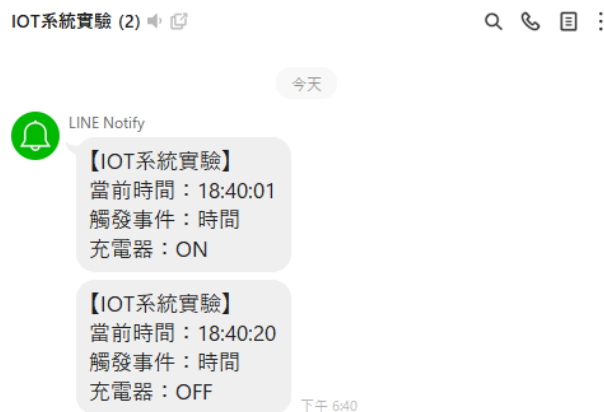 IOT系統實驗 (2)
今天
LINE Notify
【IOT系統實驗】
當前時間：18:40:01
觸發事件：時間
充電器：ON
【IOT系統實驗】
當前時間：18:40:20
觸發事件：時間
充電器：OFF
下午 6:40